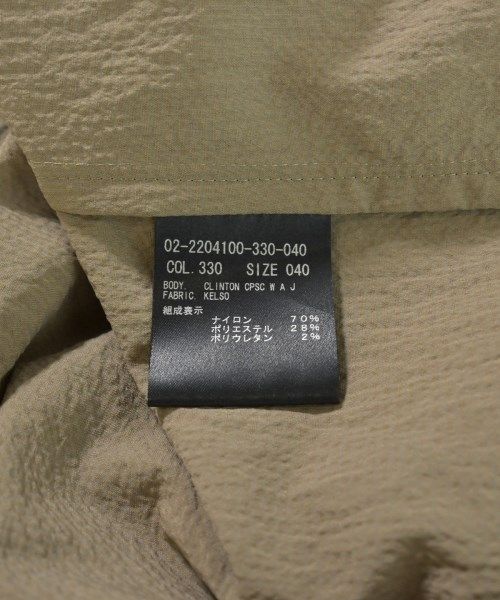 02-2204100-330-040
COL. 330 SIZE 040
BODY. CLINTON CPSC W A J
FABRIC. KELSO
組成表示
ナイロン 70%
ポリエステル 28%
ポリウレタン 2%